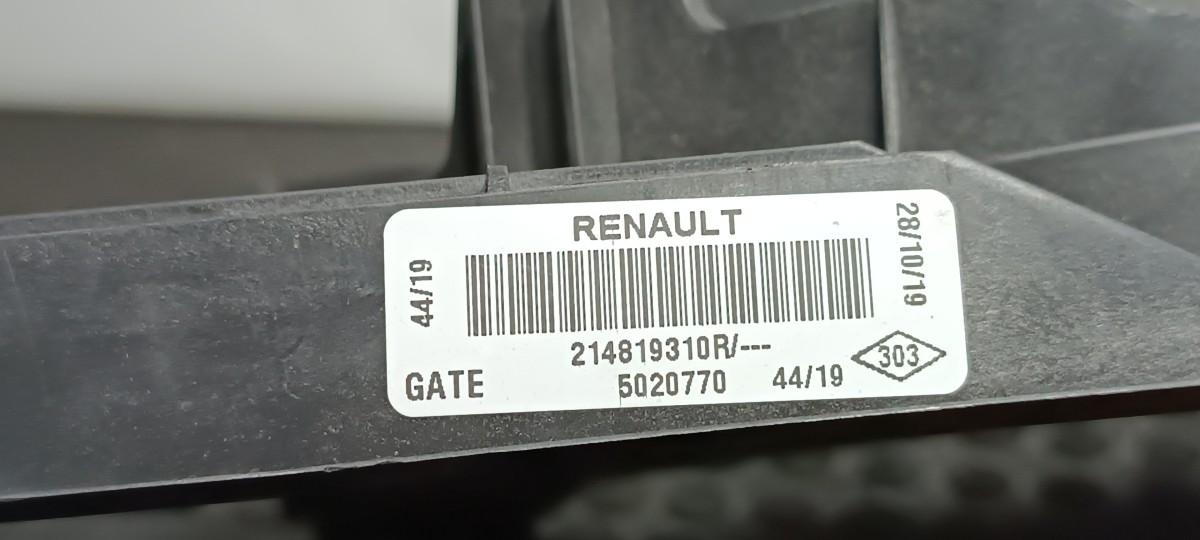 RENAULT
44/19
28/10/19
214819310R/---
303
GATE
5020770
44/19